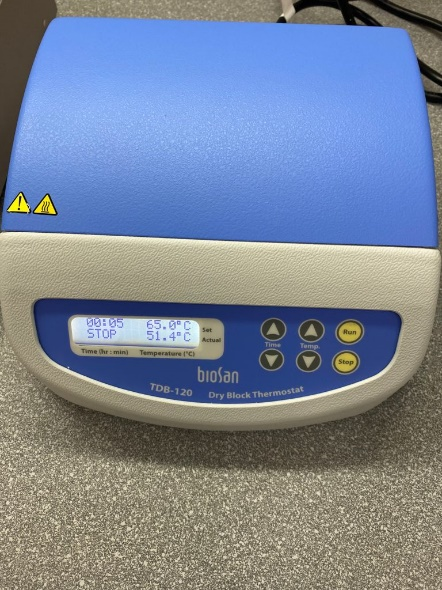 00:05 65.0°C Set
STOP 51.4°C Actual
Time (hr : min) Temperature (°C)
Time Temp.
Run
Stop
bioSan
TDB-120 Dry Block Thermostat